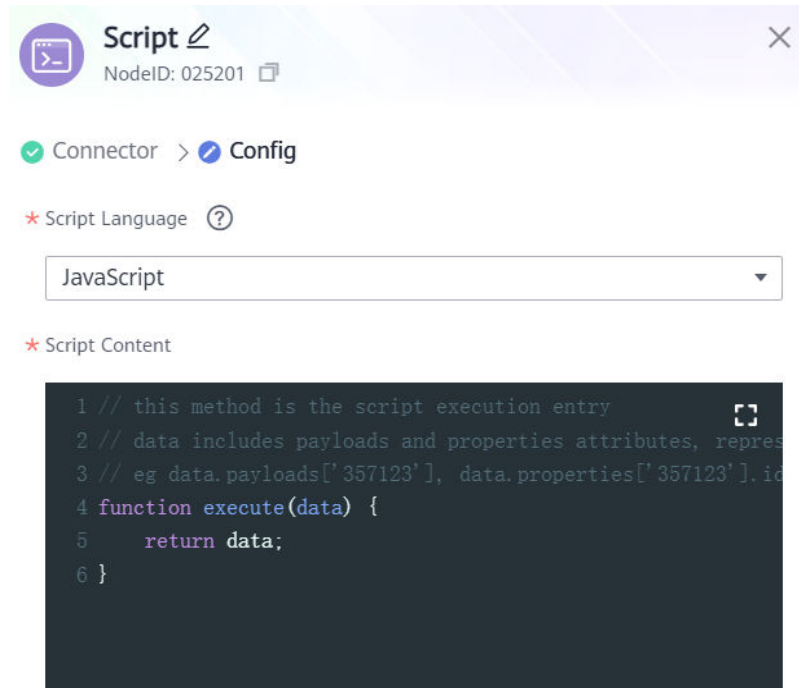 Script
NodeID: 025201
Connector > Config
* Script Language ?
JavaScript
* Script Content
1 // this method is the script execution entry
2 // data includes payloads and properties attributes, repres
3 // eg data.payloads['357123'], data.properties['357123'].id
4 function execute(data) {
5     return data;
6 }